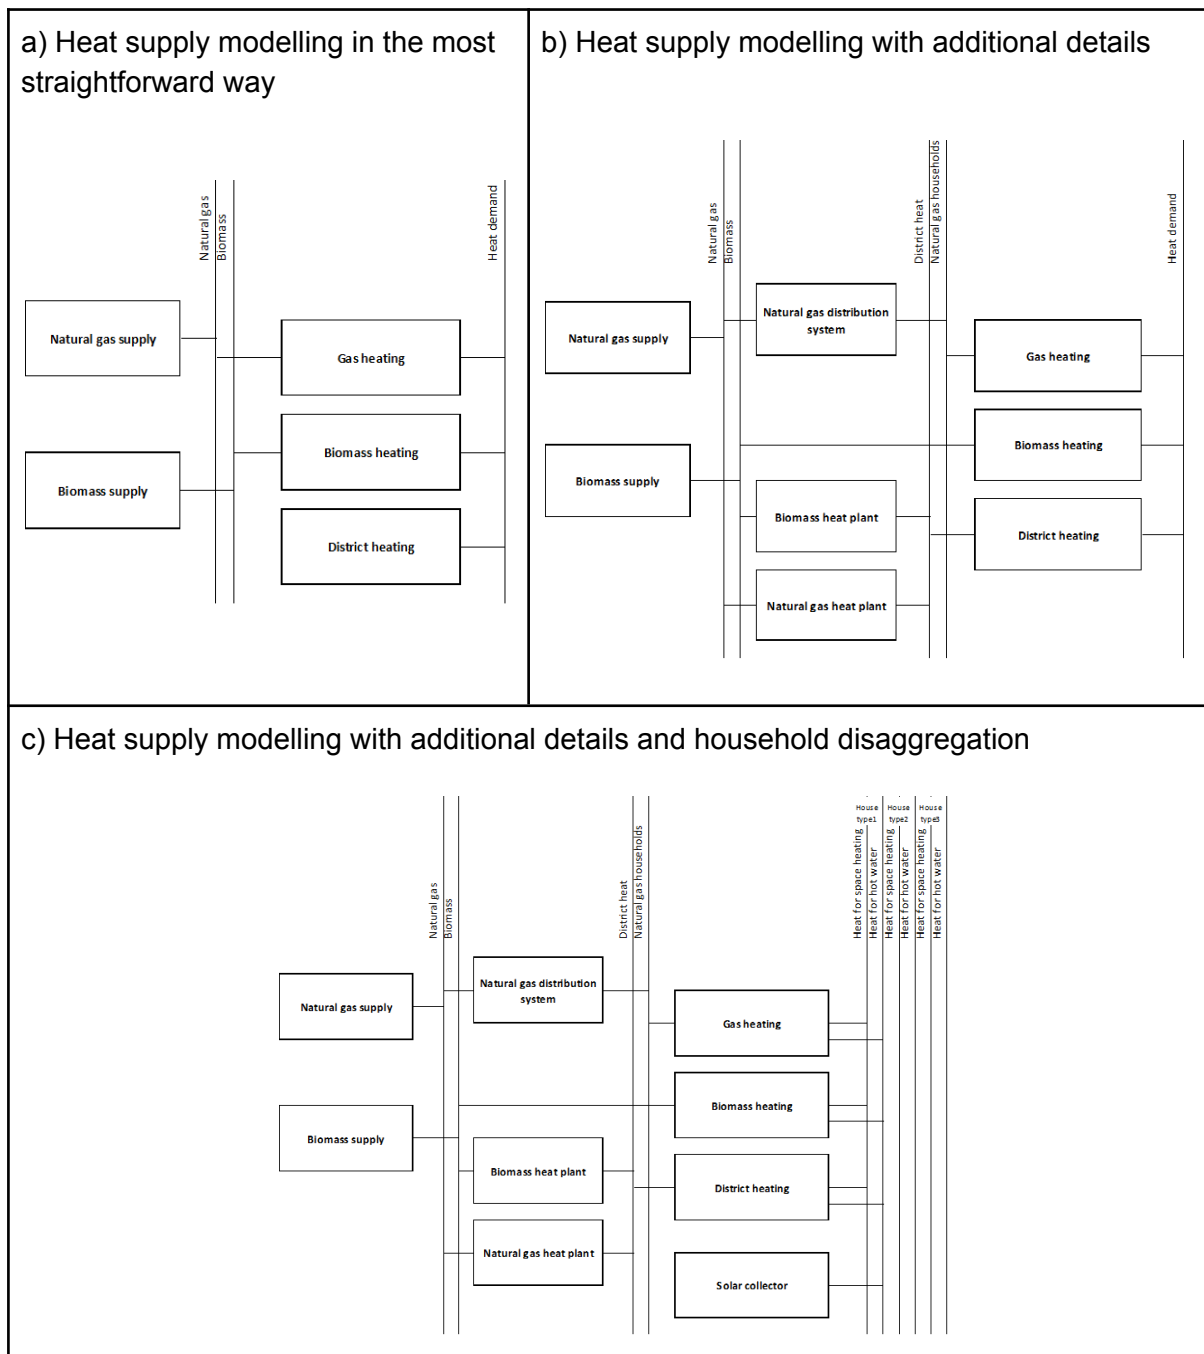 a) Heat supply modelling in the most
straightforward way
Natural gas
Biomass
Heat demand
Natural gas supply
Gas heating
Biomass heating
Biomass supply
District heating
b) Heat supply modelling with additional details
Natural gas
Biomass
District heat
Natural gas households
Heat demand
Natural gas distribution
system
Natural gas supply
Gas heating
Biomass heating
Biomass supply
Biomass heat plant
District heating
Natural gas heat plant
c) Heat supply modelling with additional details and household disaggregation
House
type1
House
type2
House
type3
Natural gas
Biomass
District heat
Natural gas households
Heat for space heating
Heat for hot water
Heat for space heating
Heat for hot water
Heat for space heating
Heat for hot water
Natural gas distribution
system
Natural gas supply
Gas heating
Biomass heating
Biomass supply
Biomass heat plant
District heating
Natural gas heat plant
Solar collector